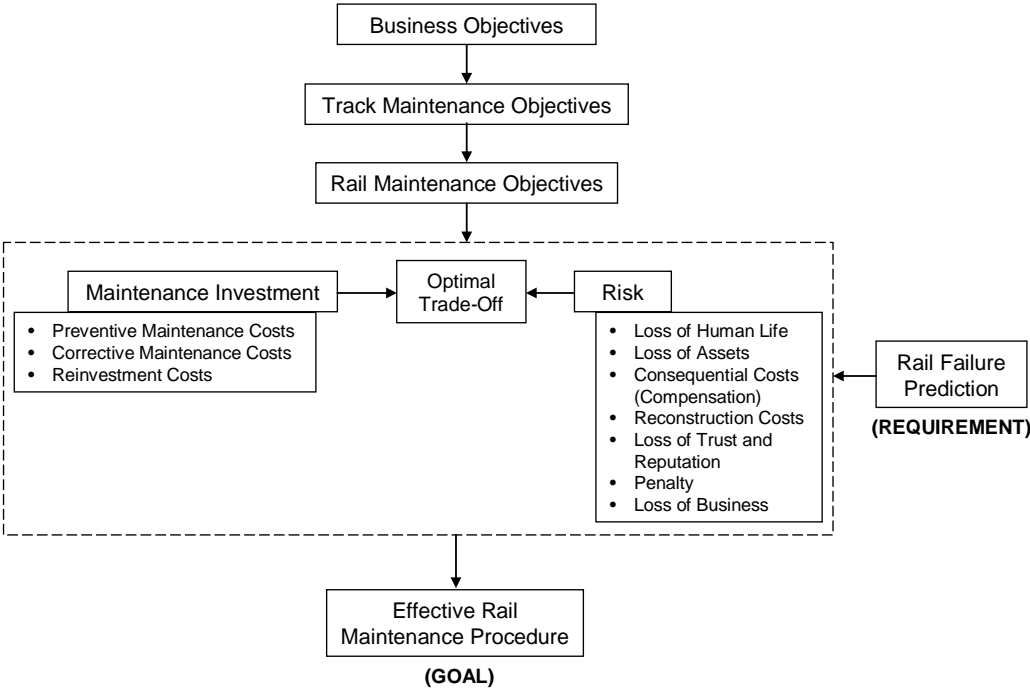 Business Objectives
Track Maintenance Objectives
Rail Maintenance Objectives
Maintenance Investment
• Preventive Maintenance Costs
• Corrective Maintenance Costs
• Reinvestment Costs
Optimal
Trade-Off
Risk
• Loss of Human Life
• Loss of Assets
• Consequential Costs
(Compensation)
• Reconstruction Costs
• Loss of Trust and
Reputation
• Penalty
• Loss of Business
Rail Failure
Prediction
(REQUIREMENT)
Effective Rail
Maintenance Procedure
(GOAL)